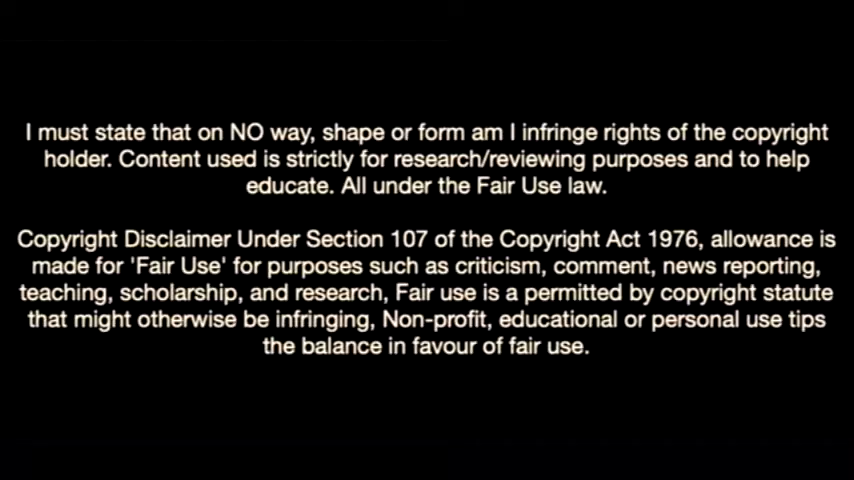 I must state that on NO way, shape or form am I infringe rights of the copyright
holder. Content used is strictly for research/reviewing purposes and to help
educate. All under the Fair Use law.
Copyright Disclaimer Under Section 107 of the Copyright Act 1976, allowance is
made for 'Fair Use' for purposes such as criticism, comment, news reporting,
teaching, scholarship, and research, Fair use is a permitted by copyright statute
that might otherwise be infringing, Non-profit, educational or personal use tips
the balance in favour of fair use.